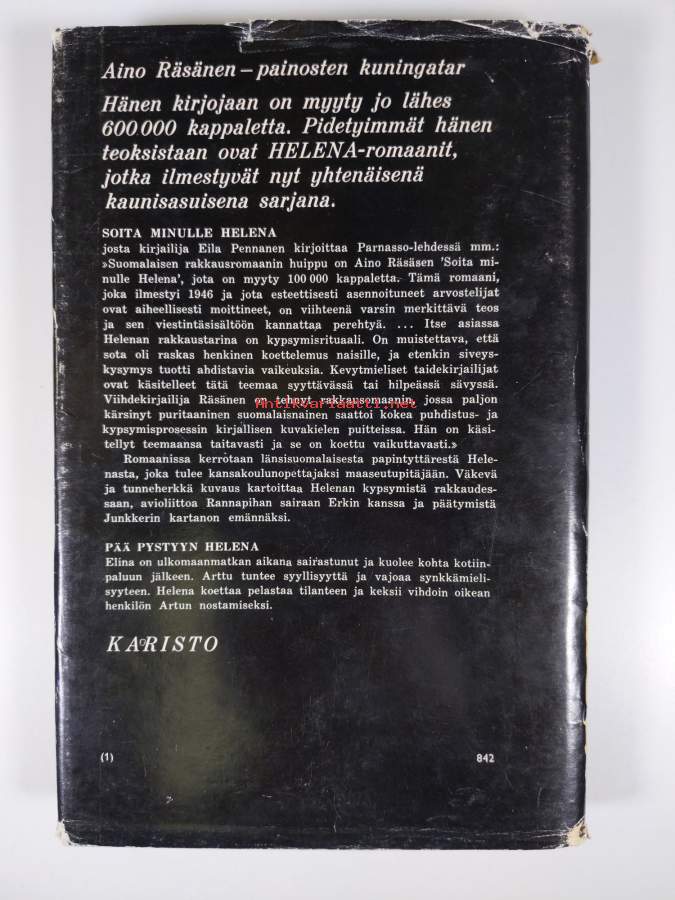 Aino Räsänen – painosten kuningatar
Hänen kirjojaan on myyty jo lähes
600 000 kappaletta. Pidetyimmät hänen
teoksistaan ovat HELENA-romaanit,
jotka ilmestyvät nyt yhtenäisenä
kaunisasuisena sarjana.
SOITA MINULLE HELENA
josta kirjailija Eila Pennanen kirjoittaa Parnasso-lehdessä mm.:
»Suomalaisen rakkausromaanin huippu on Aino Räsäsen 'Soita mi-
nulle Helena', jota on myyty 100 000 kappaletta. Tämä romaani,
joka ilmestyi 1946 ja jota esteettisesti asennoituneet arvostelijat
ovat aiheellisesti moittineet, on viihteenä varsin merkittävä teos
ja sen viestintäsisältöön kannattaa perehtyä. ... Itse asiassa
Helenan rakkaustarina on kypsymisrituaali. On muistettava, että
sota oli raskas henkinen koettelemus naisille, ja etenkin siveys-
kysymys tuotti ahdistavia vaikeuksia. Kevytmieliset taidekirjailijat
ovat käsitelleet tätä teemaa syyttävässä tai hilpeässä sävyssä.
Viihdekirjailija Räsänen on tehnyt rakkausromaanin, jossa paljon
Antikvariaatti.net
kärsinyt puritaaninen suomalaisnainen saattoi kokea puhdistus- ja
kypsymisprosessin kirjallisen kuvakielen puitteissa. Hän on käsi-
tellyt teemaansa taitavasti ja se on koettu vaikuttavasti.»
Romaanissa kerrotaan länsisuomalaisesta papintyttärestä Hele-
nasta, joka tulee kansakoulunopettajaksi maaseutupitäjään. Väkevä
ja tunneherkkä kuvaus kartoittaa Helenan kypsymistä rakkaudes-
saan, avioliittoa Rannapihan sairaan Erkin kanssa ja päätymistä
Junkkerin kartanon emännäksi.
PÄÄ PYSTYYN HELENA
Elina on ulkomaanmatkan aikana sairastunut ja kuolee kohta kotiin-
paluun jälkeen. Arttu tuntee syyllisyyttä ja vajoaa synkkämieli-
syyteen. Helena koettaa pelastaa tilanteen ja keksii vihdoin oikean
henkilön Artun nostamiseksi.
KARISTO
(1)
842